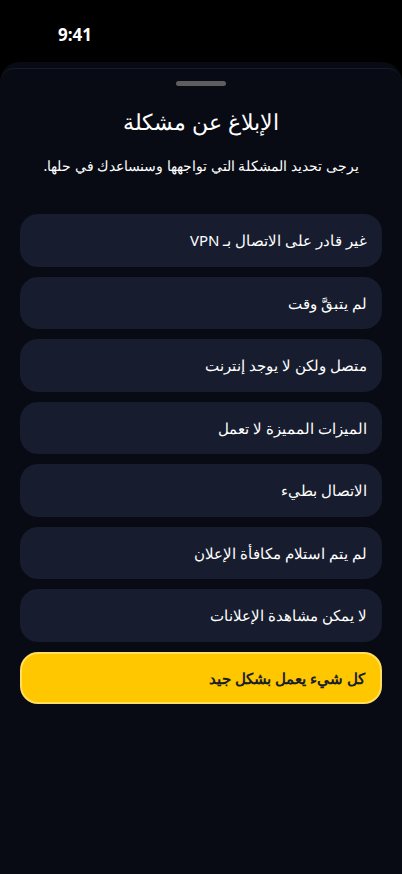 9:41
الإبلاغ عن مشكلة
يرجى تحديد المشكلة التي تواجهها وسنساعدك في حلها.
غير قادر على الاتصال بـ VPN
لم يتبقَّ وقت
متصل ولكن لا يوجد إنترنت
الميزات المميزة لا تعمل
الاتصال بطيء
لم يتم استلام مكافأة الإعلان
لا يمكن مشاهدة الإعلانات
كل شيء يعمل بشكل جيد